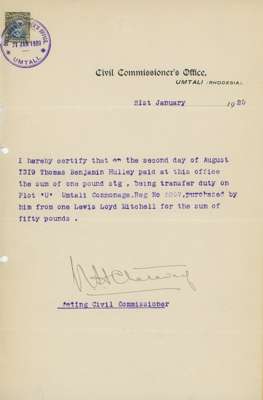 21 JAN 1920
UMTALI
Civil Commissioner's Office,
UMTALI (RHODESIA).
21st January 1920
I hereby certify that on the second day of August
1919 Thomas Benjamin Hulley paid at this office
the sum of one pound stg , being transfer duty on
Plot "U" Umtali Commonage.Reg No ,purchased by
him from one Lewis Loyd Mitchell for the sum of
fifty pounds .
Acting Civil Commissioner